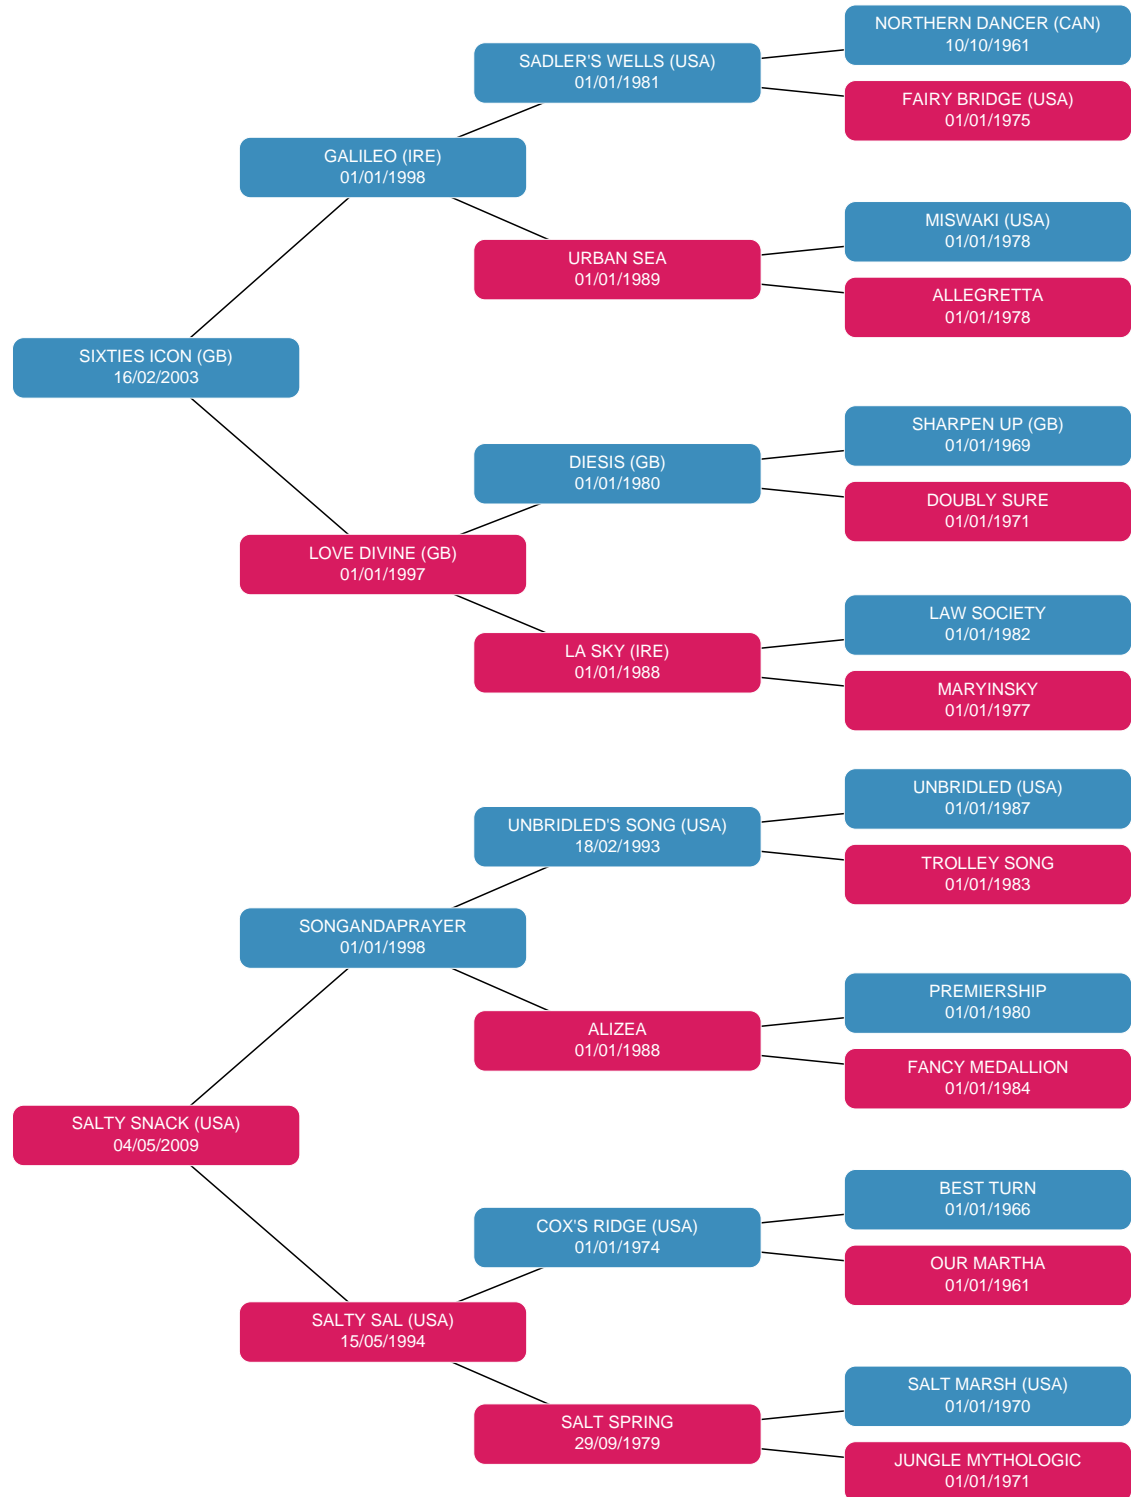 NORTHERN DANCER (CAN)
10/10/1961
SADLER'S WELLS (USA)
01/01/1981
FAIRY BRIDGE (USA)
01/01/1975
GALILEO (IRE)
01/01/1998
MISWAKI (USA)
01/01/1978
URBAN SEA
01/01/1989
ALLEGRETTA
01/01/1978
SIXTIES ICON (GB)
16/02/2003
SHARPEN UP (GB)
01/01/1969
DIESIS (GB)
01/01/1980
DOUBLY SURE
01/01/1971
LOVE DIVINE (GB)
01/01/1997
LAW SOCIETY
01/01/1982
LA SKY (IRE)
01/01/1988
MARYINSKY
01/01/1977
UNBRIDLED (USA)
01/01/1987
UNBRIDLED'S SONG (USA)
18/02/1993
TROLLEY SONG
01/01/1983
SONGANDAPRAYER
01/01/1998
PREMIERSHIP
01/01/1980
ALIZEA
01/01/1988
FANCY MEDALLION
01/01/1984
SALTY SNACK (USA)
04/05/2009
BEST TURN
01/01/1966
COX'S RIDGE (USA)
01/01/1974
OUR MARTHA
01/01/1961
SALTY SAL (USA)
15/05/1994
SALT MARSH (USA)
01/01/1970
SALT SPRING
29/09/1979
JUNGLE MYTHOLOGIC
01/01/1971